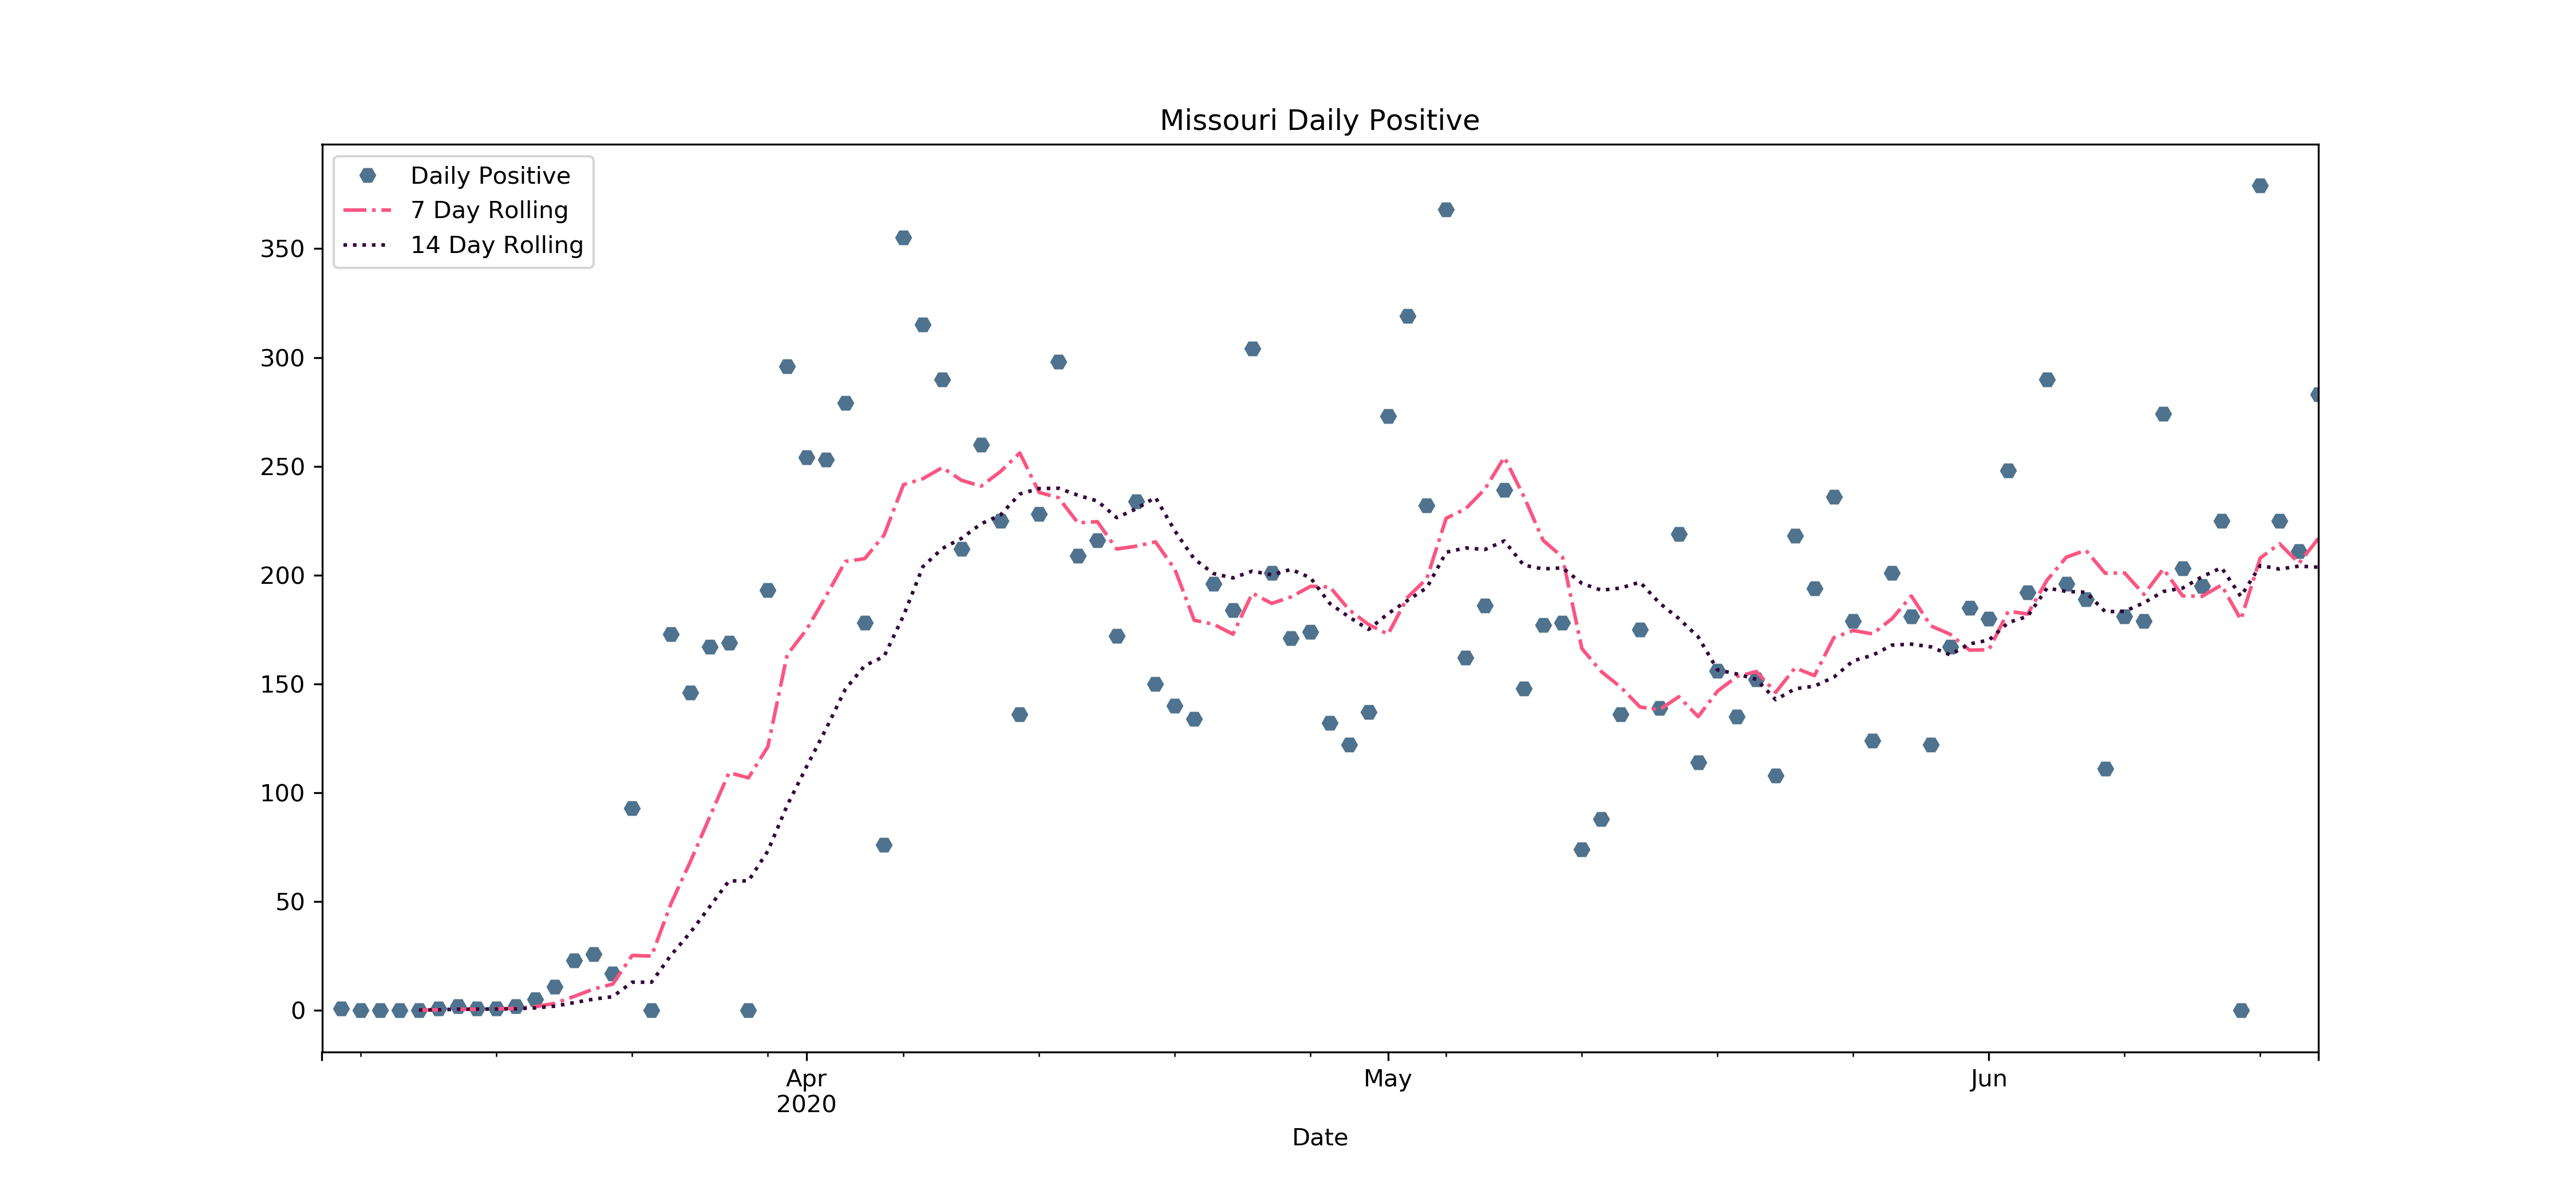 Missouri Daily Positive
Daily Positive
7 Day Rolling
14 Day Rolling
350
300
250
200
150
100
50
0
Apr
2020
May
Jun
Date